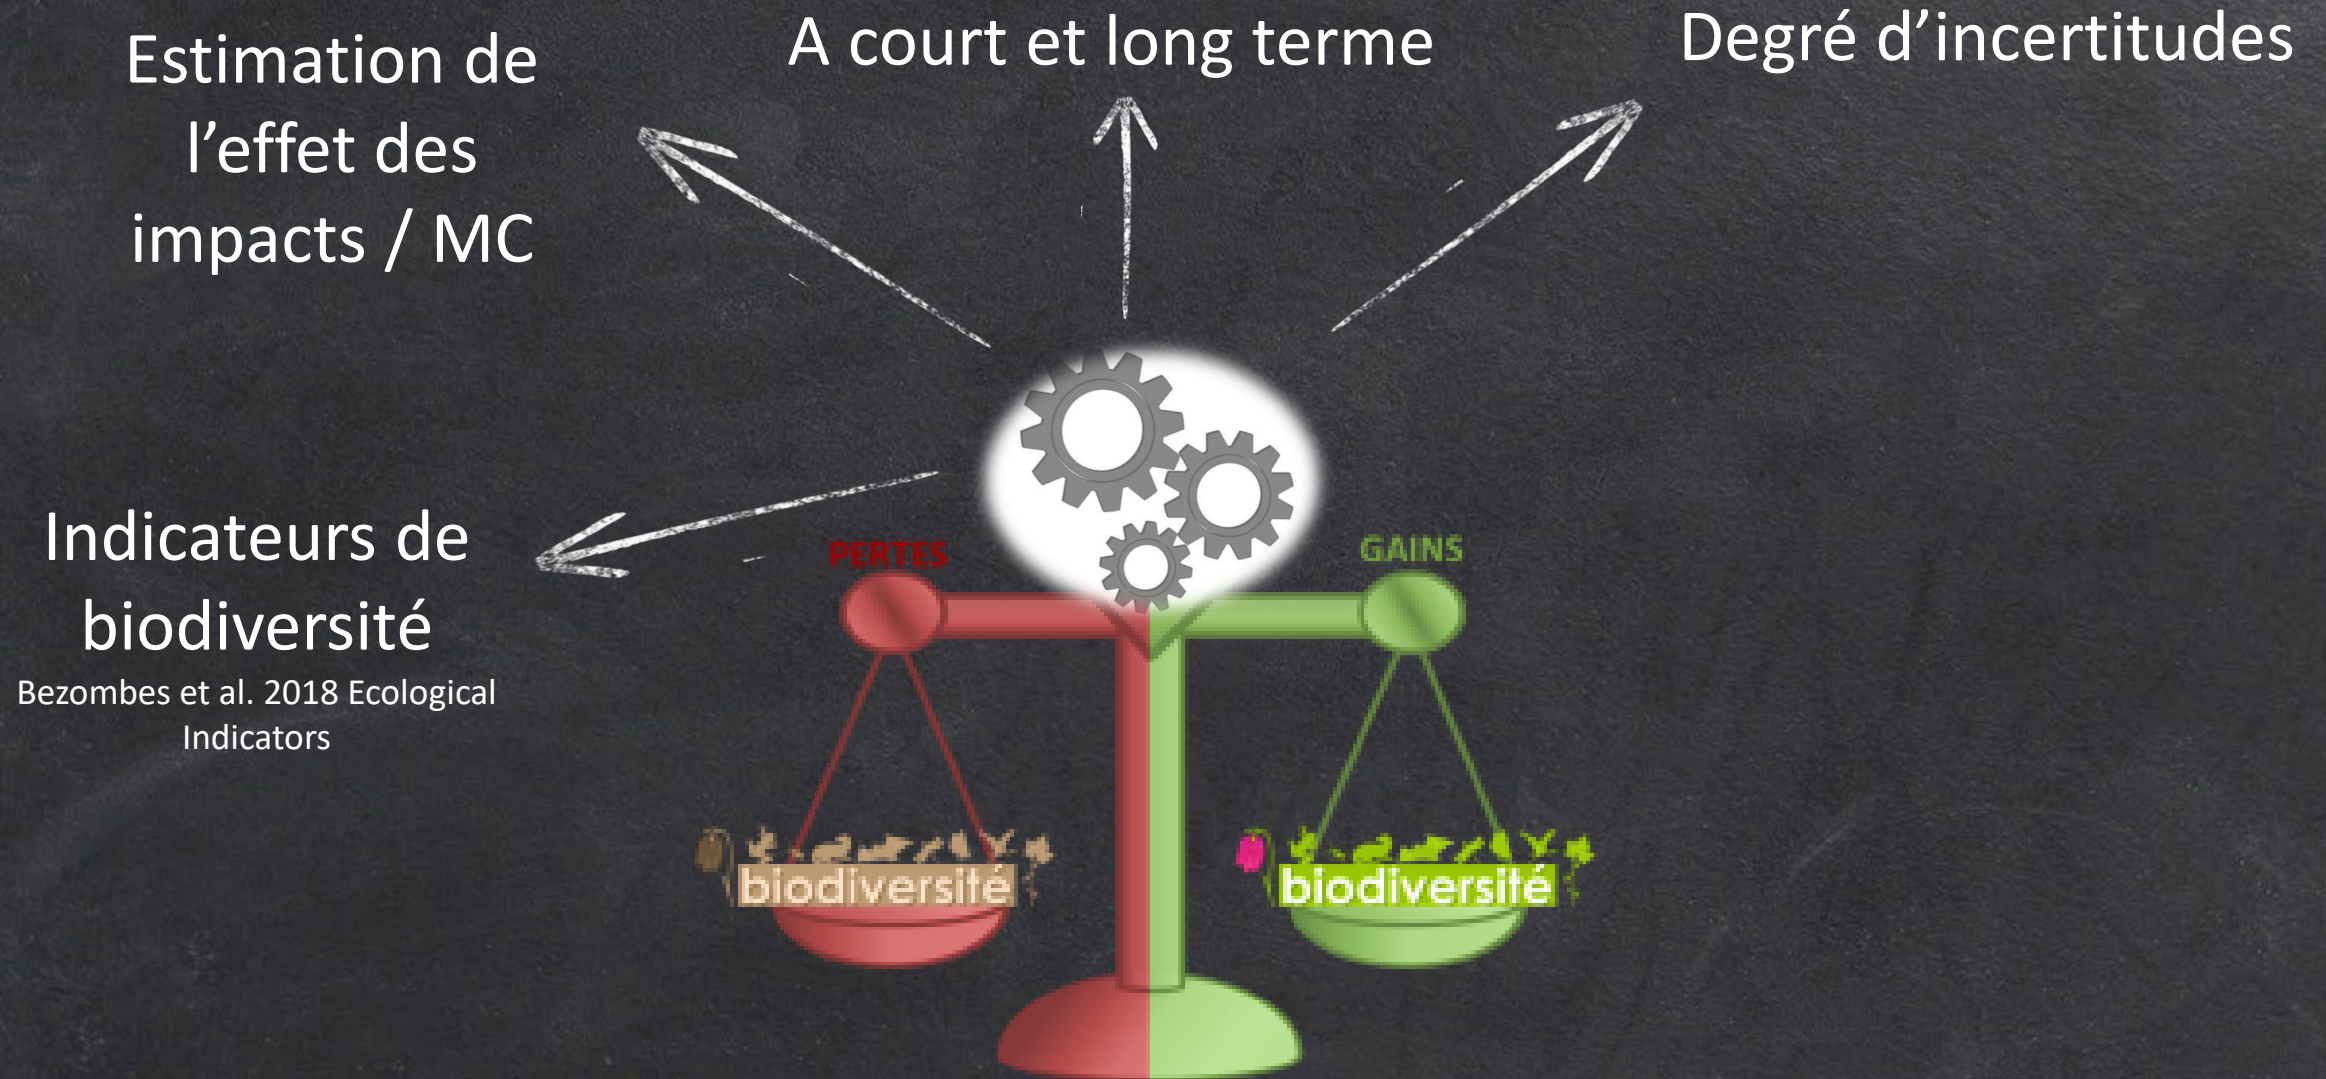 Estimation de
l’effet des
impacts / MC
A court et long terme
Degré d’incertitudes
Indicateurs de
biodiversité
Bezombes et al. 2018 Ecological
Indicators
PERTES
GAINS
biodiversité
biodiversité